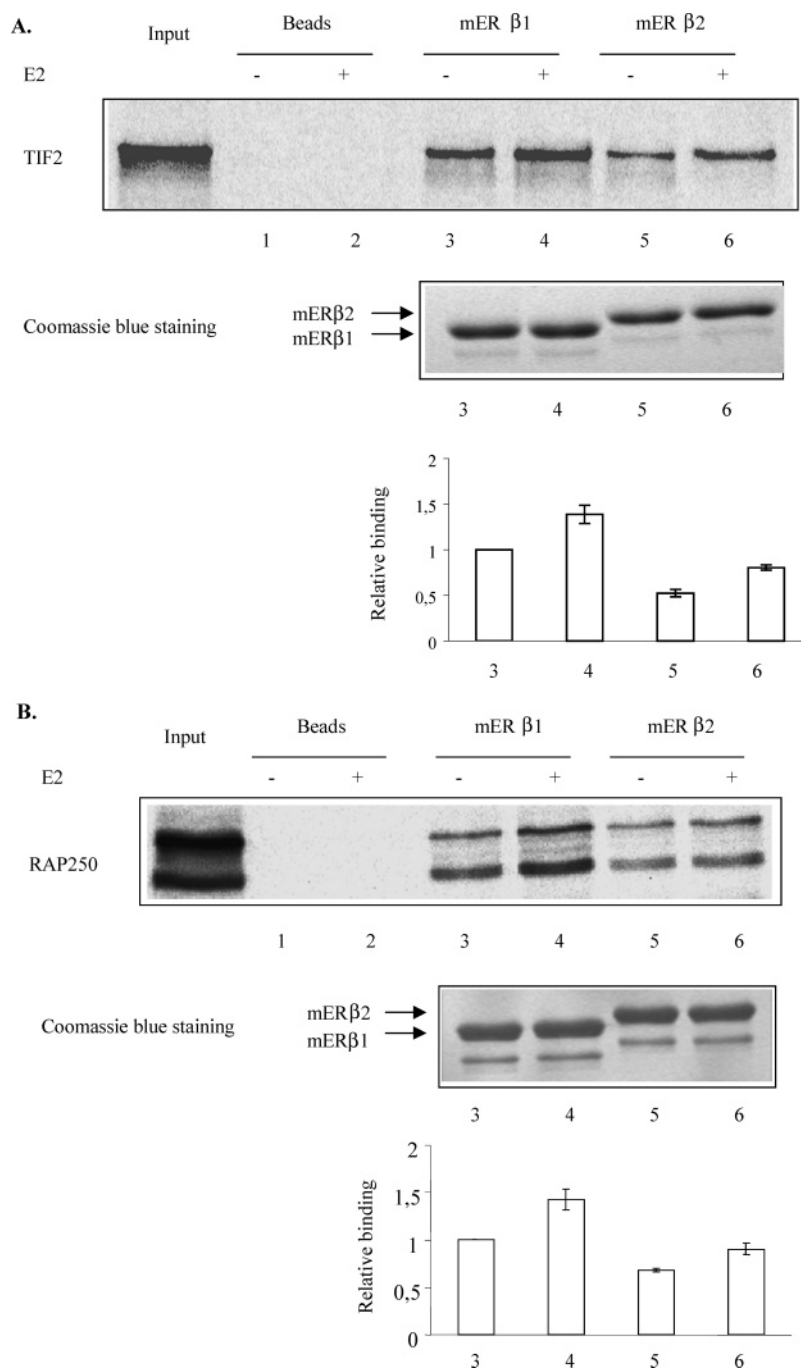 A.
Input Beads mER β1 mER β2
E2 - + - + - +
TIF2
1 2 3 4 5 6
mERβ2
Coomassie blue staining
mERβ1
3 4 5 6
2
1,5
1
0,5
0
Relative binding
3 4 5 6
B.
Input Beads mER β1 mER β2
E2 - + - + - +
RAP250
1 2 3 4 5 6
mERβ2
Coomassie blue staining
mERβ1
3 4 5 6
2
1,5
1
0,5
0
Relative binding
3 4 5 6